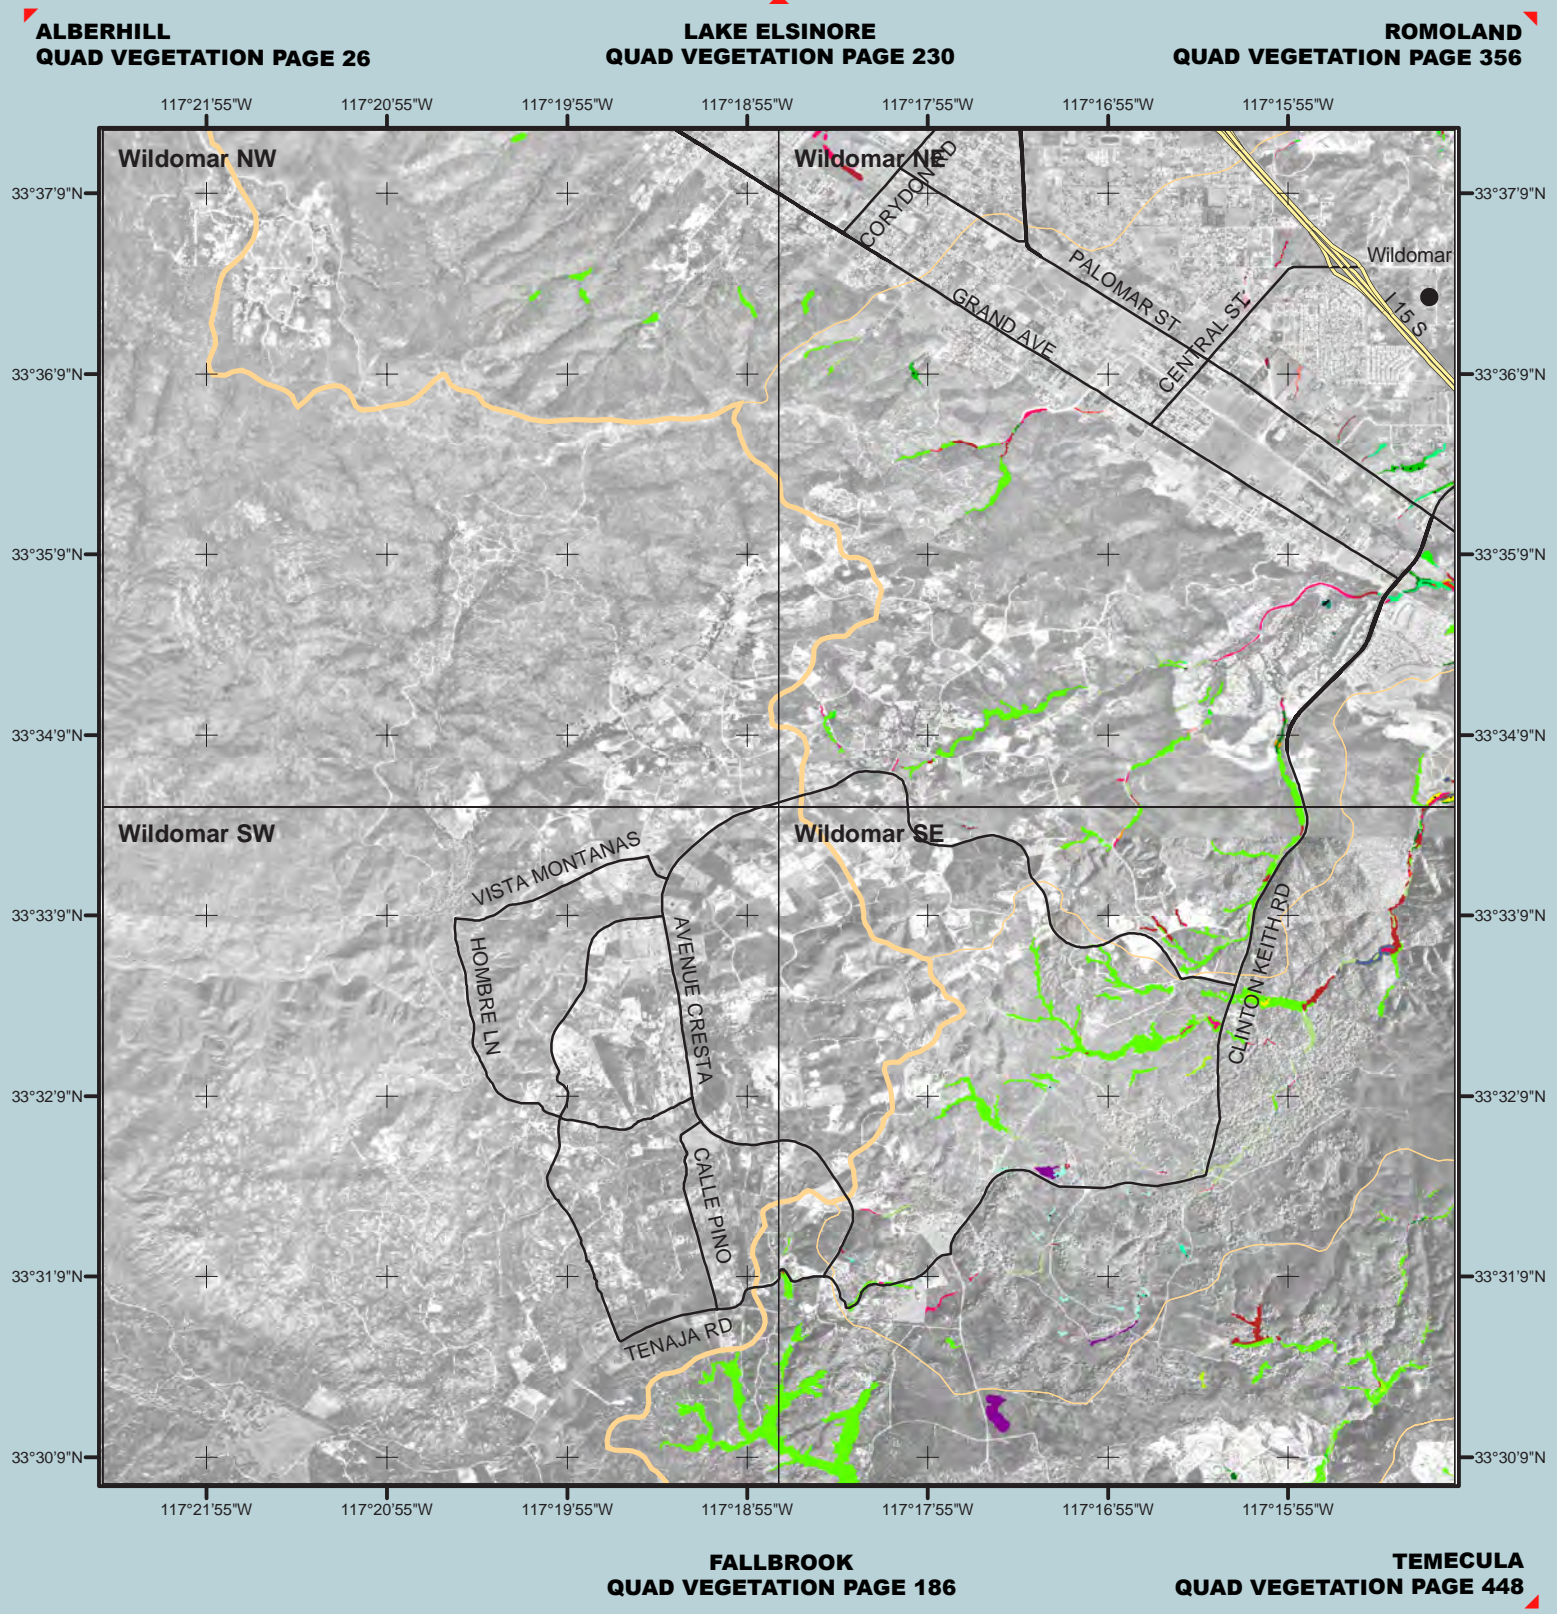 ALBERHILL
QUAD VEGETATION PAGE 26
LAKE ELSINORE
QUAD VEGETATION PAGE 230
ROMOLAND
QUAD VEGETATION PAGE 356
117°21'55"W
117°20'55"W
117°19'55"W
117°18'55"W
117°17'55"W
117°16'55"W
117°15'55"W
Wildomar NW
Wildomar NE
CORYDON RD
33°37'9"N
33°37'9"N
PALOMAR ST
Wildomar
GRAND AVE
CENTRAL ST
I 15 S
33°36'9"N
33°36'9"N
33°35'9"N
33°35'9"N
33°34'9"N
33°34'9"N
Wildomar SW
Wildomar SE
VISTA MONTANAS
33°33'9"N
33°33'9"N
HOMBRE LN
AVENUE CRESTA
CLINTON KEITH RD
33°32'9"N
33°32'9"N
CALLE PINO
33°31'9"N
33°31'9"N
TENAJA RD
33°30'9"N
33°30'9"N
117°21'55"W
117°20'55"W
117°19'55"W
117°18'55"W
117°17'55"W
117°16'55"W
117°15'55"W
FALLBROOK
QUAD VEGETATION PAGE 186
TEMECULA
QUAD VEGETATION PAGE 448